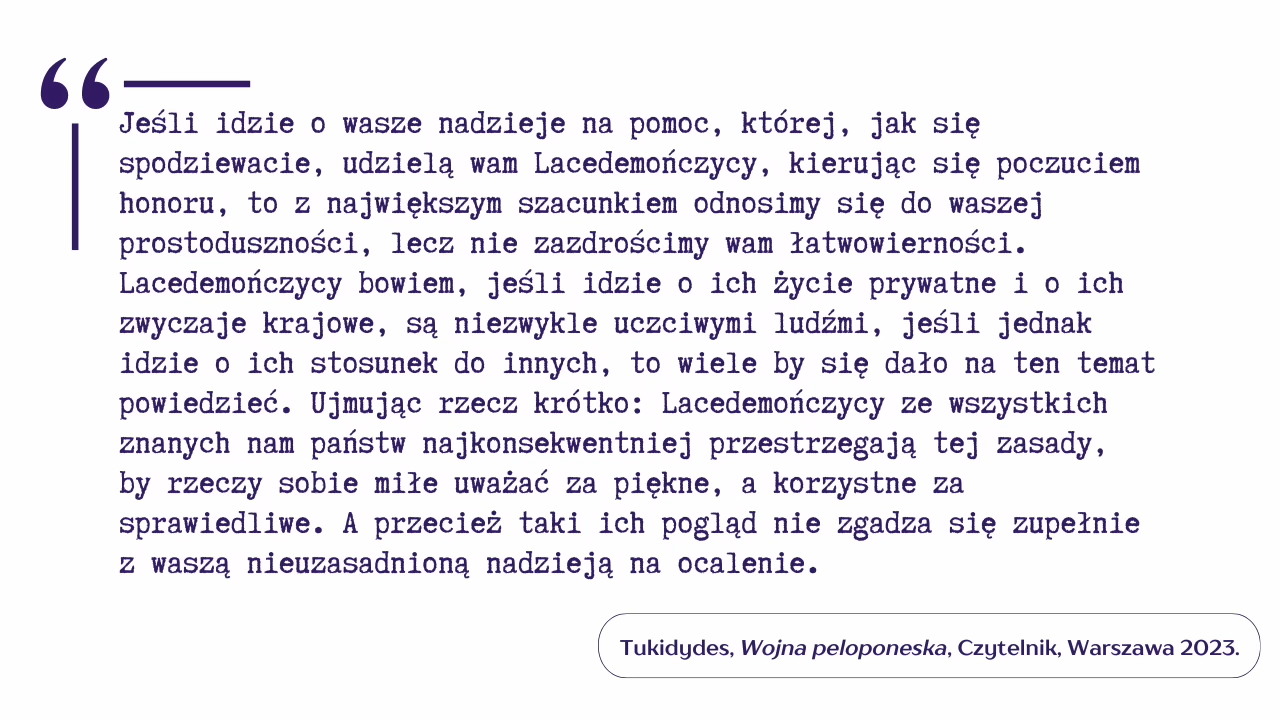 Jeśli idzie o wasze nadzieje na pomoc, której, jak się
spodziewacie, udzielą wam Lacedemończycy, kierując się poczuciem
honoru, to z największym szacunkiem odnosimy się do waszej
prostoduszności, lecz nie zazdrościmy wam łatwowierności.
Lacedemończycy bowiem, jeśli idzie o ich życie prywatne i o ich
zwyczaje krajowe, są niezwykle uczciwymi ludźmi, jeśli jednak
idzie o ich stosunek do innych, to wiele by się dało na ten temat
powiedzieć. Ujmując rzecz krótko: Lacedemończycy ze wszystkich
znanych nam państw najkonsekwentniej przestrzegają tej zasady,
by rzeczy sobie miłe uważać za piękne, a korzystne za
sprawiedliwe. A przecież taki ich pogląd nie zgadza się zupełnie
z waszą nieuzasadnioną nadzieją na ocalenie.
Tukidydes, Wojna peloponeska, Czytelnik, Warszawa 2023.